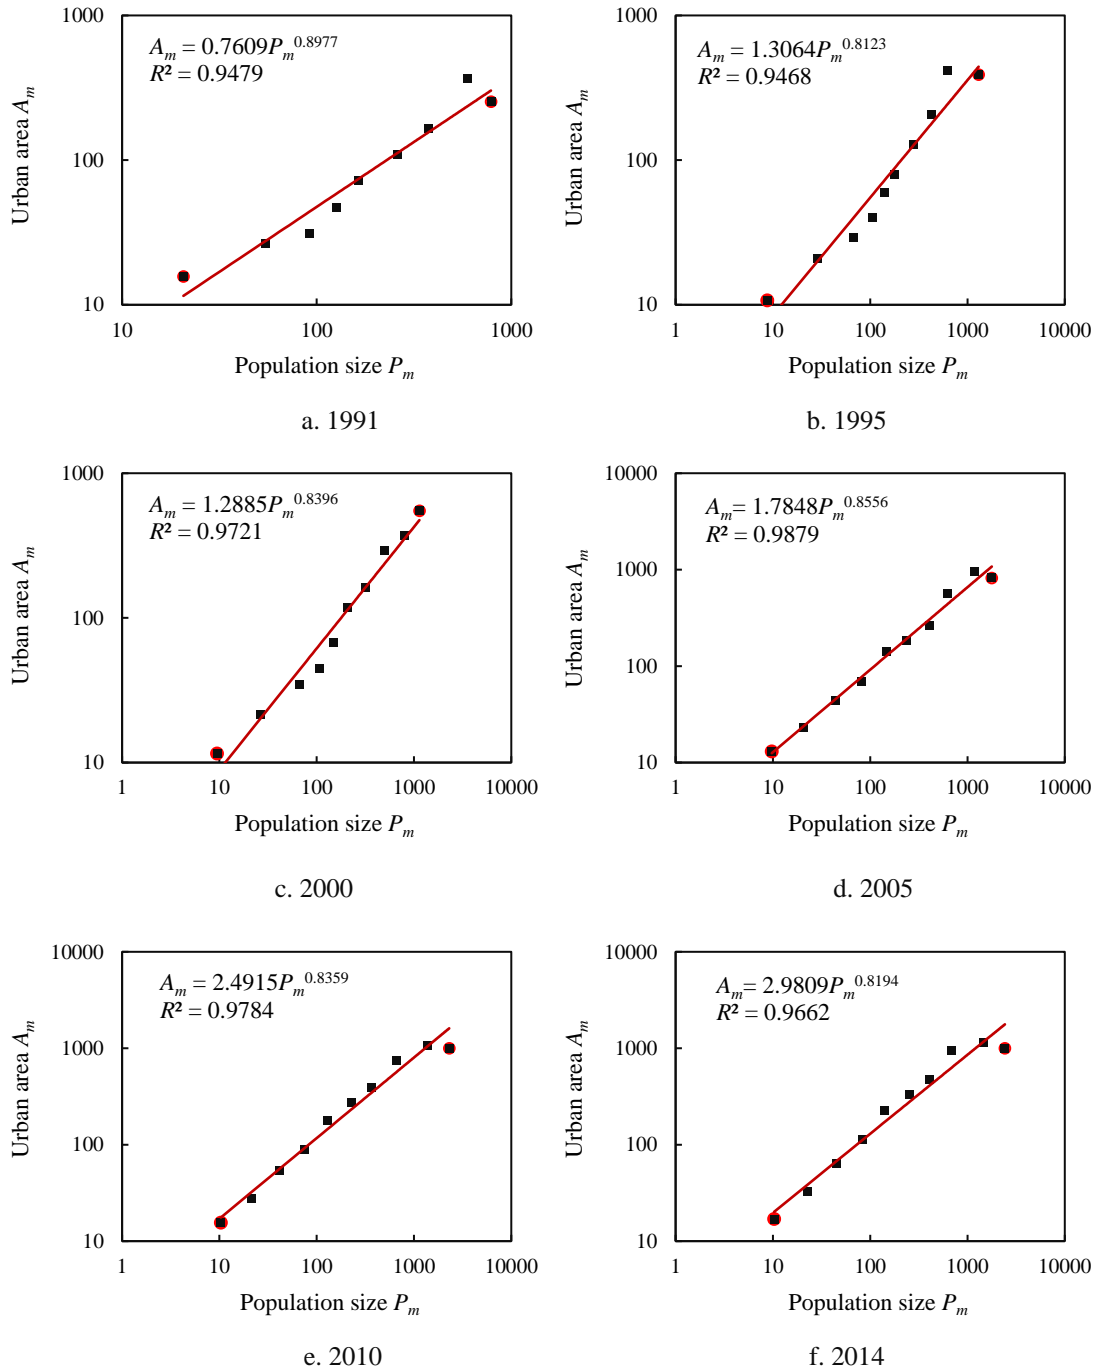 A_m = 0.7609P_m^0.8977
R² = 0.9479
Urban area A_m
1000
100
10
10 100 1000
Population size P_m
a. 1991
A_m = 1.3064P_m^0.8123
R² = 0.9468
Urban area A_m
1000
100
10
1 10 100 1000 10000
Population size P_m
b. 1995
A_m = 1.2885P_m^0.8396
R² = 0.9721
Urban area A_m
1000
100
10
1 10 100 1000 10000
Population size P_m
c. 2000
A_m= 1.7848P_m^0.8556
R² = 0.9879
Urban area A_m
10000
1000
100
10
1 10 100 1000 10000
Population size P_m
d. 2005
A_m = 2.4915P_m^0.8359
R² = 0.9784
Urban area A_m
10000
1000
100
10
1 10 100 1000 10000
Population size P_m
e. 2010
A_m= 2.9809P_m^0.8194
R² = 0.9662
Urban area A_m
10000
1000
100
10
1 10 100 1000 10000
Population size P_m
f. 2014